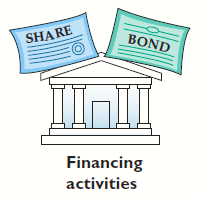 SHARE
BOND
Financing
activities